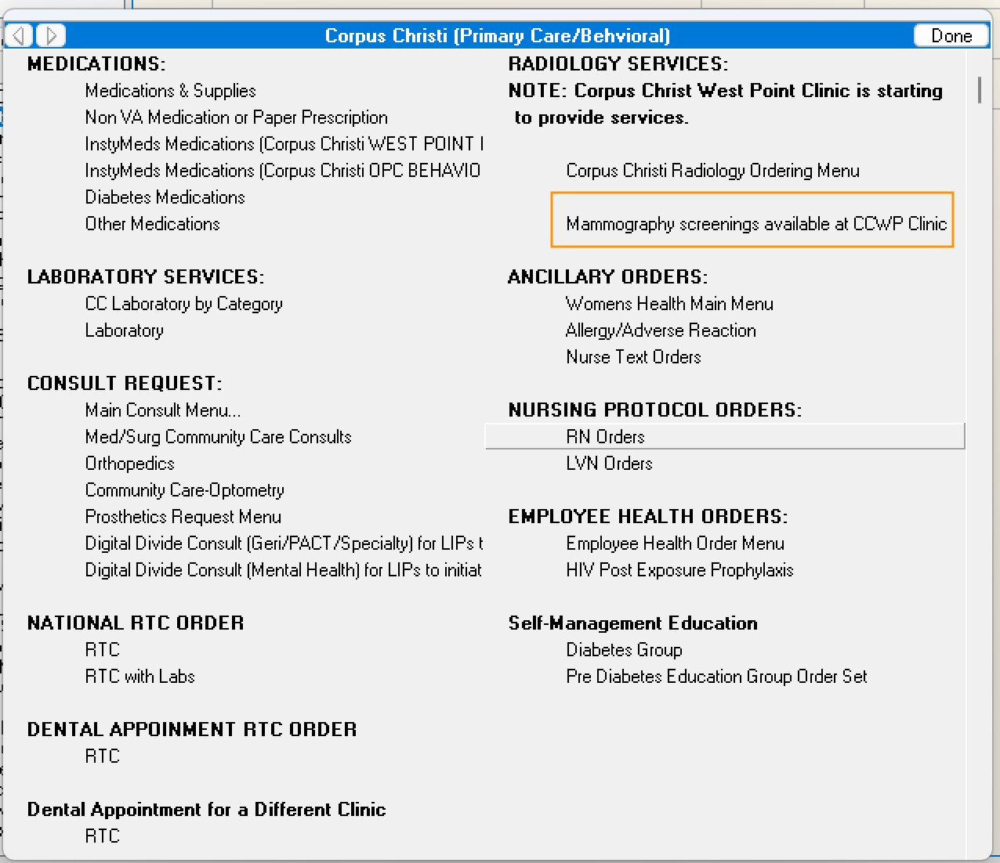 Corpus Christi (Primary Care/Behvioral)
Done
MEDICATIONS:
Medications & Supplies
Non VA Medication or Paper Prescription
InstyMeds Medications (Corpus Christi WEST POINT
InstyMeds Medications (Corpus Christi OPC BEHAVIO
Diabetes Medications
Other Medications
LABORATORY SERVICES:
CC Laboratory by Category
Laboratory
CONSULT REQUEST:
Main Consult Menu...
Med/Surg Community Care Consults
Orthopedics
Community Care-Optometry
Prosthetics Request Menu
Digital Divide Consult (Geri/PACT/Specialty) for LIPs t
Digital Divide Consult (Mental Health) for LIPs to initiat
NATIONAL RTC ORDER
RTC
RTC with Labs
DENTAL APPOINMENT RTC ORDER
RTC
Dental Appointment for a Different Clinic
RTC
RADIOLOGY SERVICES:
NOTE: Corpus Christ West Point Clinic is starting
to provide services.
Corpus Christi Radiology Ordering Menu
Mammography screenings available at CCWP Clinic
ANCILLARY ORDERS:
Womens Health Main Menu
Allergy/Adverse Reaction
Nurse Text Orders
NURSING PROTOCOL ORDERS:
RN Orders
LVN Orders
EMPLOYEE HEALTH ORDERS:
Employee Health Order Menu
HIV Post Exposure Prophylaxis
Self-Management Education
Diabetes Group
Pre Diabetes Education Group Order Set